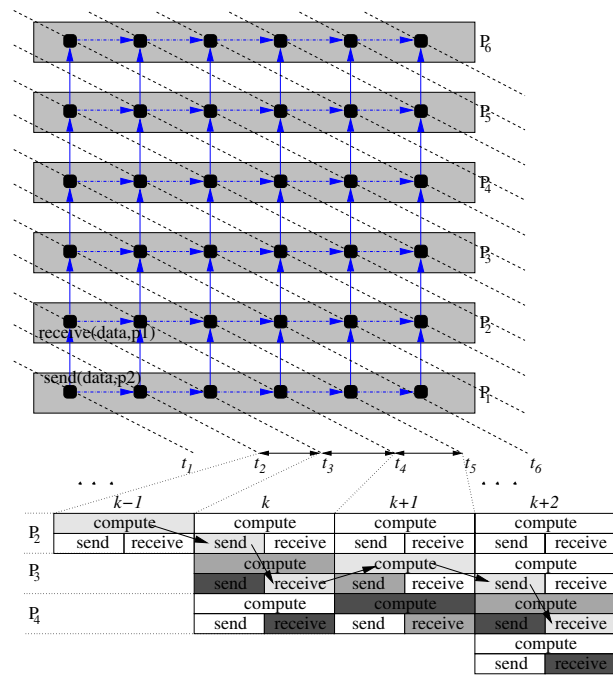 P6
P5
P4
P3
receive(data,p1)
P2
send(data,p2)
P1
t1 t2 t3 t4 t5 t6
. . . . . .
k−1 k k+1 k+2
P2 compute compute compute compute
send receive send receive send receive send receive
P3 compute compute compute
send receive send receive send receive
P4 compute compute compute
send receive send receive send receive
compute
send receive